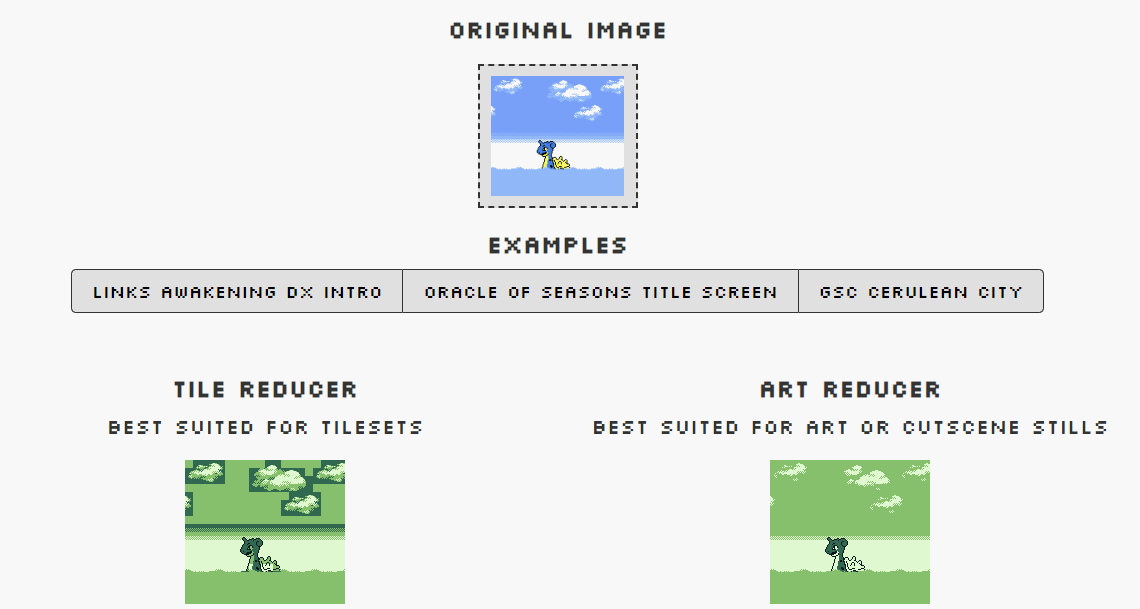 ORIGINAL IMAGE
EXAMPLES
LINKS AWAKENING DX INTRO
ORACLE OF SEASONS TITLE SCREEN
GSC CERULEAN CITY
TILE REDUCER
BEST SUITED FOR TILESETS
ART REDUCER
BEST SUITED FOR ART OR CUTSCENE STILLS